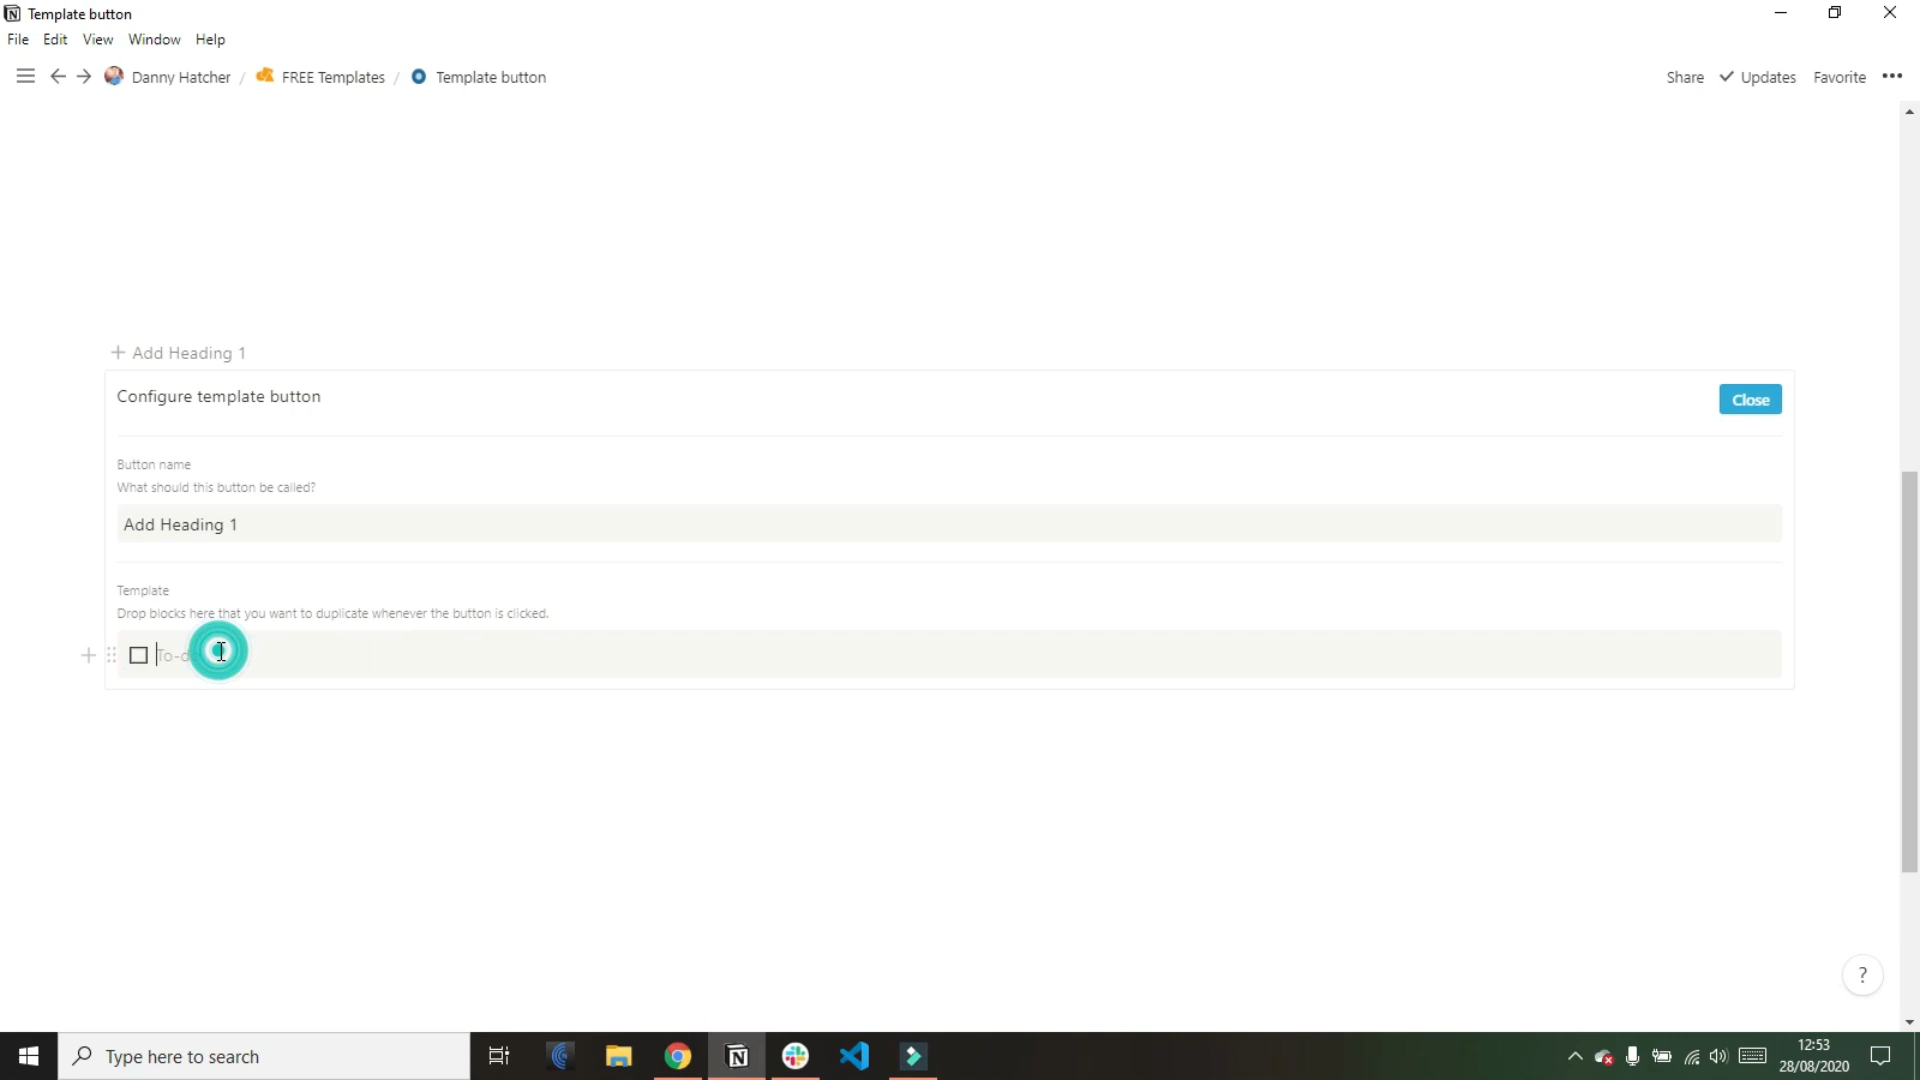 Template button
File Edit View Window Help
Danny Hatcher / FREE Templates / Template button
Share Updates Favorite
Add Heading 1
Configure template button
Close
Button name
What should this button be called?
Add Heading 1
Template
Drop blocks here that you want to duplicate whenever the button is clicked.
?
Type here to search
12:53
28/08/2020